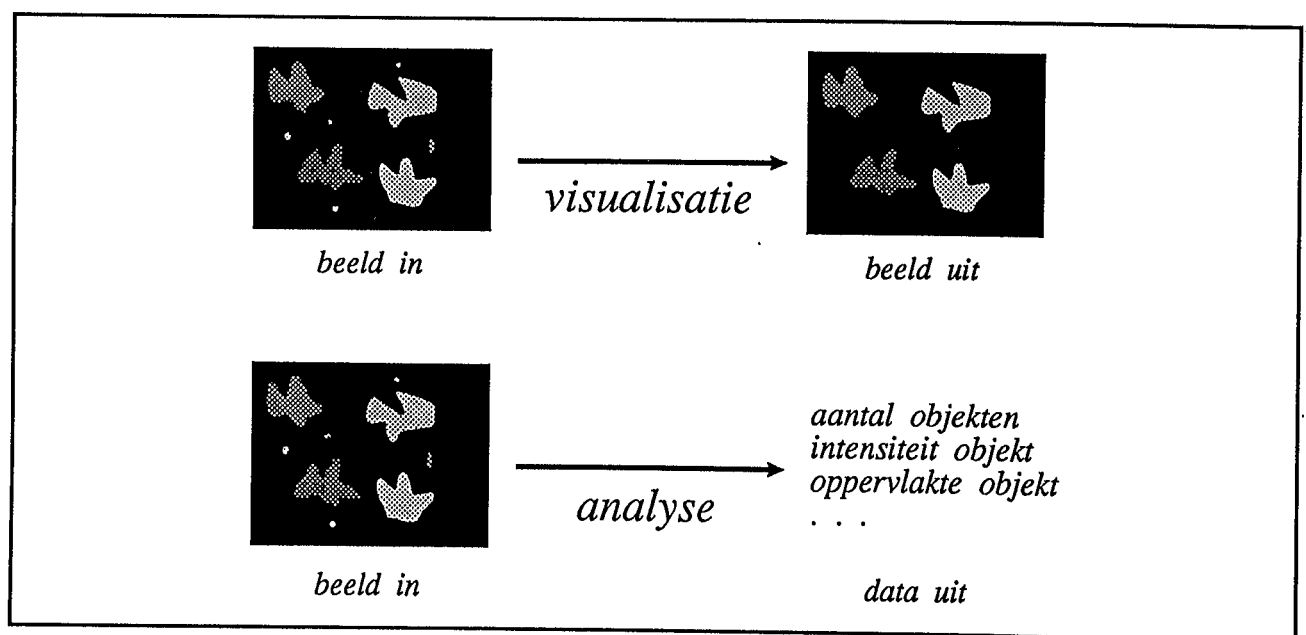 visualisatie
beeld in
beeld uit
aantal objekten
intensiteit objekt
oppervlakte objekt
. . .
analyse
beeld in
data uit